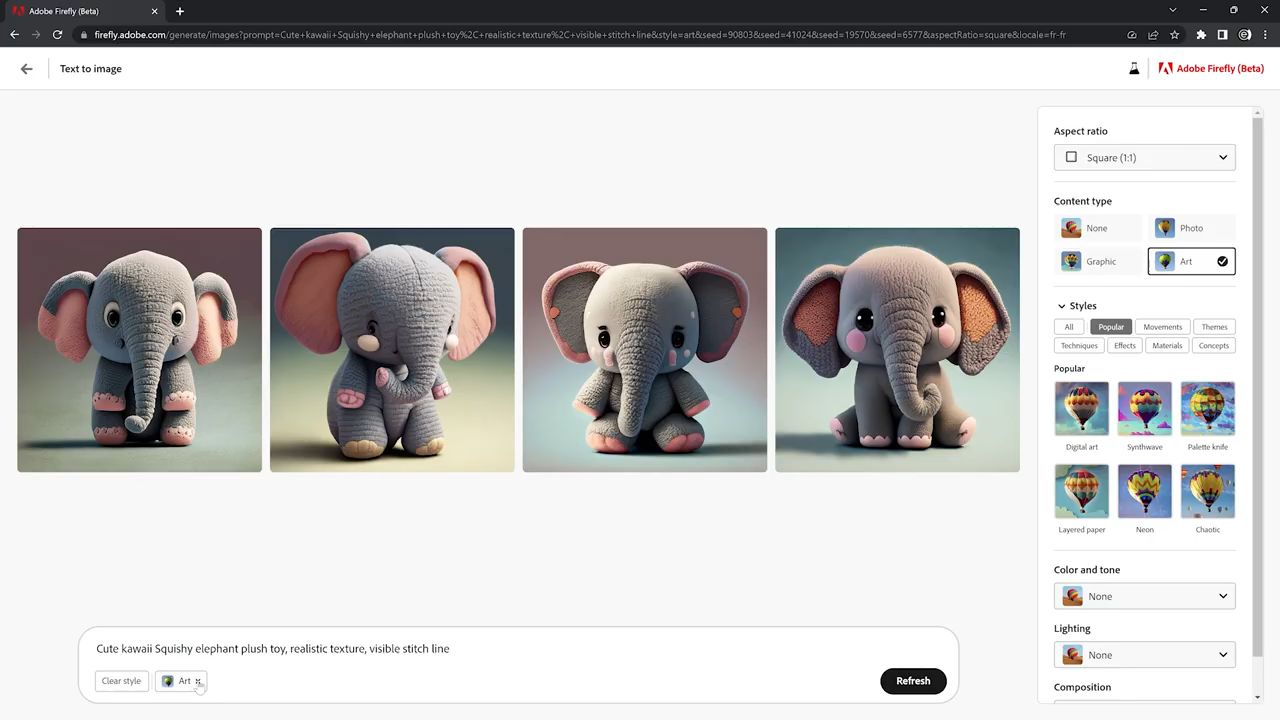 Adobe Firefly (Beta)
firefly.adobe.com/generate/images?prompt=Cute+kawaii+Squishy+elephant+plush+toy%2C+realistic+texture%2C+visible+stitch+line&style=art&seed=90803&seed=41024&seed=19570&seed=6577&aspectRatio=square&locale=fr-fr
Text to image
Adobe Firefly (Beta)
Aspect ratio
Square (1:1)
Content type
None
Photo
Graphic
Art
Styles
All
Popular
Movements
Themes
Techniques
Effects
Materials
Concepts
Popular
Digital art
Synthwave
Palette knife
Layered paper
Neon
Chaotic
Color and tone
None
Lighting
None
Composition
Cute kawaii Squishy elephant plush toy, realistic texture, visible stitch line
Clear style
Art
Refresh